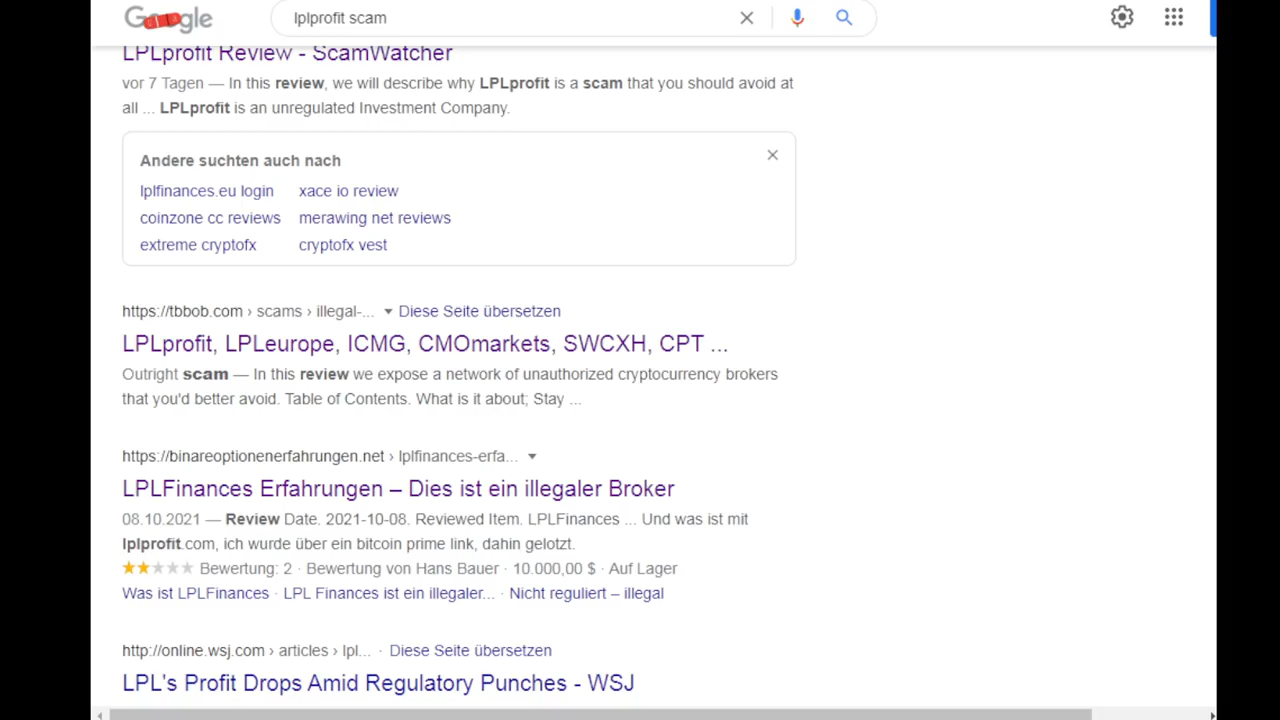 Google
lplprofit scam
LPLprofit Review - ScamWatcher
vor 7 Tagen — In this review, we will describe why LPLprofit is a scam that you should avoid at
all ... LPLprofit is an unregulated Investment Company.
Andere suchten auch nach
lplfinances.eu login xace io review
coinzone cc reviews merawing net reviews
extreme cryptofx cryptofx vest
https://tbbob.com › scams › illegal-... Diese Seite übersetzen
LPLprofit, LPLeurope, ICMG, CMOmarkets, SWCXH, CPT ...
Outright scam — In this review we expose a network of unauthorized cryptocurrency brokers
that you'd better avoid. Table of Contents. What is it about; Stay ...
https://binareoptionenerfahrungen.net › lplfinances-erfa...
LPLFinances Erfahrungen – Dies ist ein illegaler Broker
08.10.2021 — Review Date. 2021-10-08. Reviewed Item. LPLFinances ... Und was ist mit
lplprofit.com, ich wurde über ein bitcoin prime link, dahin gelotzt.
Bewertung: 2 · Bewertung von Hans Bauer · 10.000,00 $ · Auf Lager
Was ist LPLFinances · LPL Finances ist ein illegaler... · Nicht reguliert – illegal
http://online.wsj.com › articles › lpl... · Diese Seite übersetzen
LPL's Profit Drops Amid Regulatory Punches - WSJ